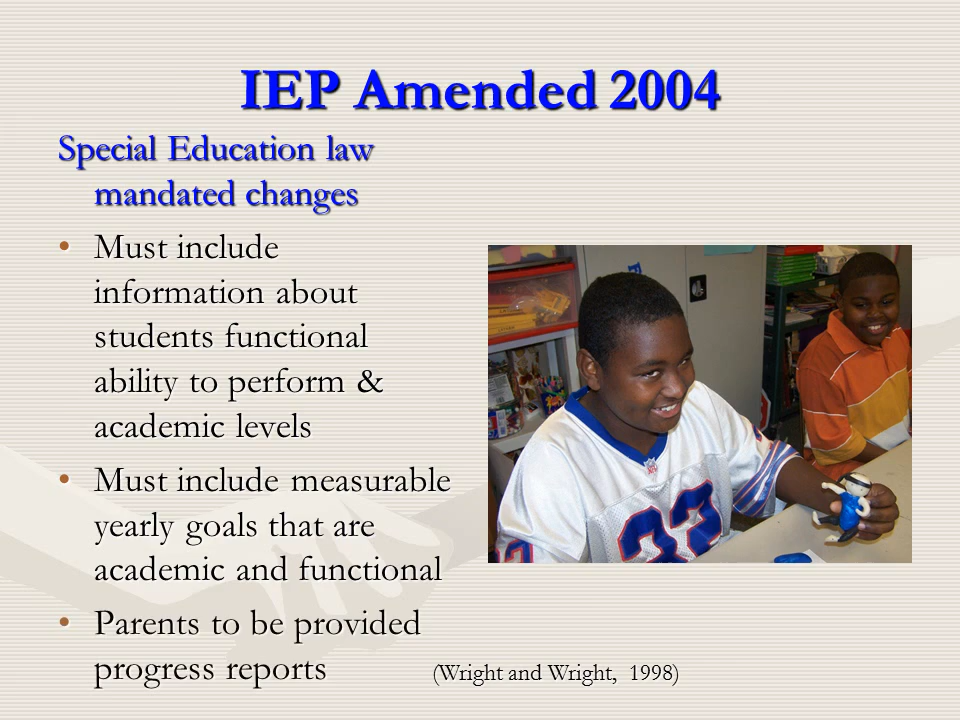 IEP Amended 2004
Special Education law
mandated changes
• Must include
information about
students functional
ability to perform &
academic levels
• Must include measurable
yearly goals that are
academic and functional
• Parents to be provided
progress reports
(Wright and Wright, 1998)
32